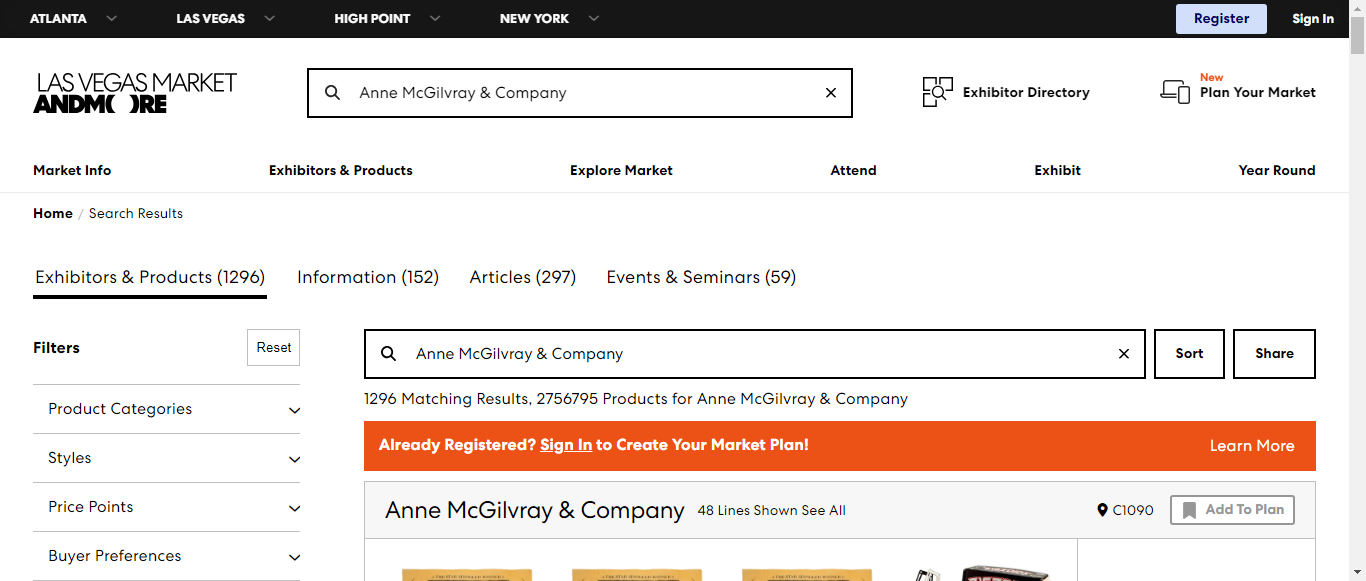 ATLANTA LAS VEGAS HIGH POINT NEW YORK Register Sign In
LAS VEGAS MARKET
ANDMORE
Anne McGilvray & Company
Exhibitor Directory
New
Plan Your Market
Market Info Exhibitors & Products Explore Market Attend Exhibit Year Round
Home / Search Results
Exhibitors & Products (1296) Information (152) Articles (297) Events & Seminars (59)
Filters Reset
Product Categories
Styles
Price Points
Buyer Preferences
Anne McGilvray & Company Sort Share
1296 Matching Results, 2756795 Products for Anne McGilvray & Company
Already Registered? Sign In to Create Your Market Plan! Learn More
Anne McGilvray & Company 48 Lines Shown See All C1090 Add To Plan